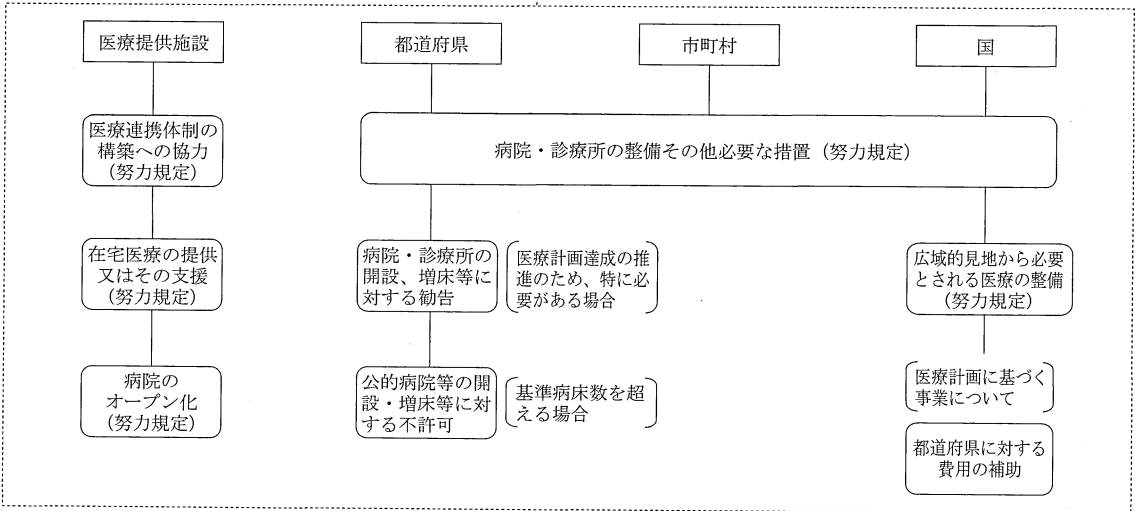 医療提供施設
都道府県
市町村
国
医療連携体制の
構築への協力
(努力規定)
病院・診療所の整備その他必要な措置（努力規定）
在宅医療の提供
又はその支援
(努力規定)
病院・診療所の
開設、増床等に
対する勧告
医療計画達成の推
進のため、特に必
要がある場合
広域的見地から必要
とされる医療の整備
(努力規定)
病院の
オープン化
(努力規定)
公的病院等の開
設・増床等に対
する不許可
基準病床数を超
える場合
医療計画に基づく
事業について
都道府県に対する
費用の補助